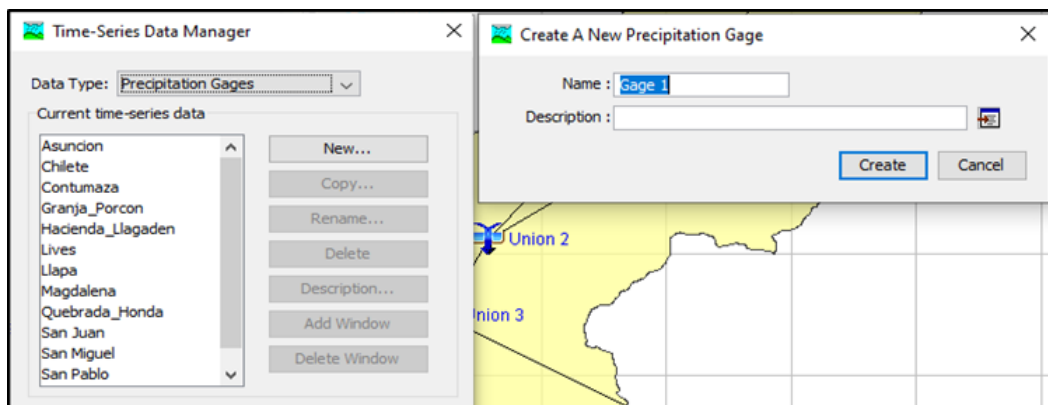 Time-Series Data Manager
Data Type: Precipitation Gages
Current time-series data
Asuncion
Chilete
Contumaza
Granja_Porcon
Hacienda_Llagaden
Lives
Llapa
Magdalena
Quebrada_Honda
San Juan
San Miguel
San Pablo
New...
Copy...
Rename...
Delete
Description...
Add Window
Delete Window
Create A New Precipitation Gage
Name : Gage 1
Description :
Create Cancel
Union 2
Union 3